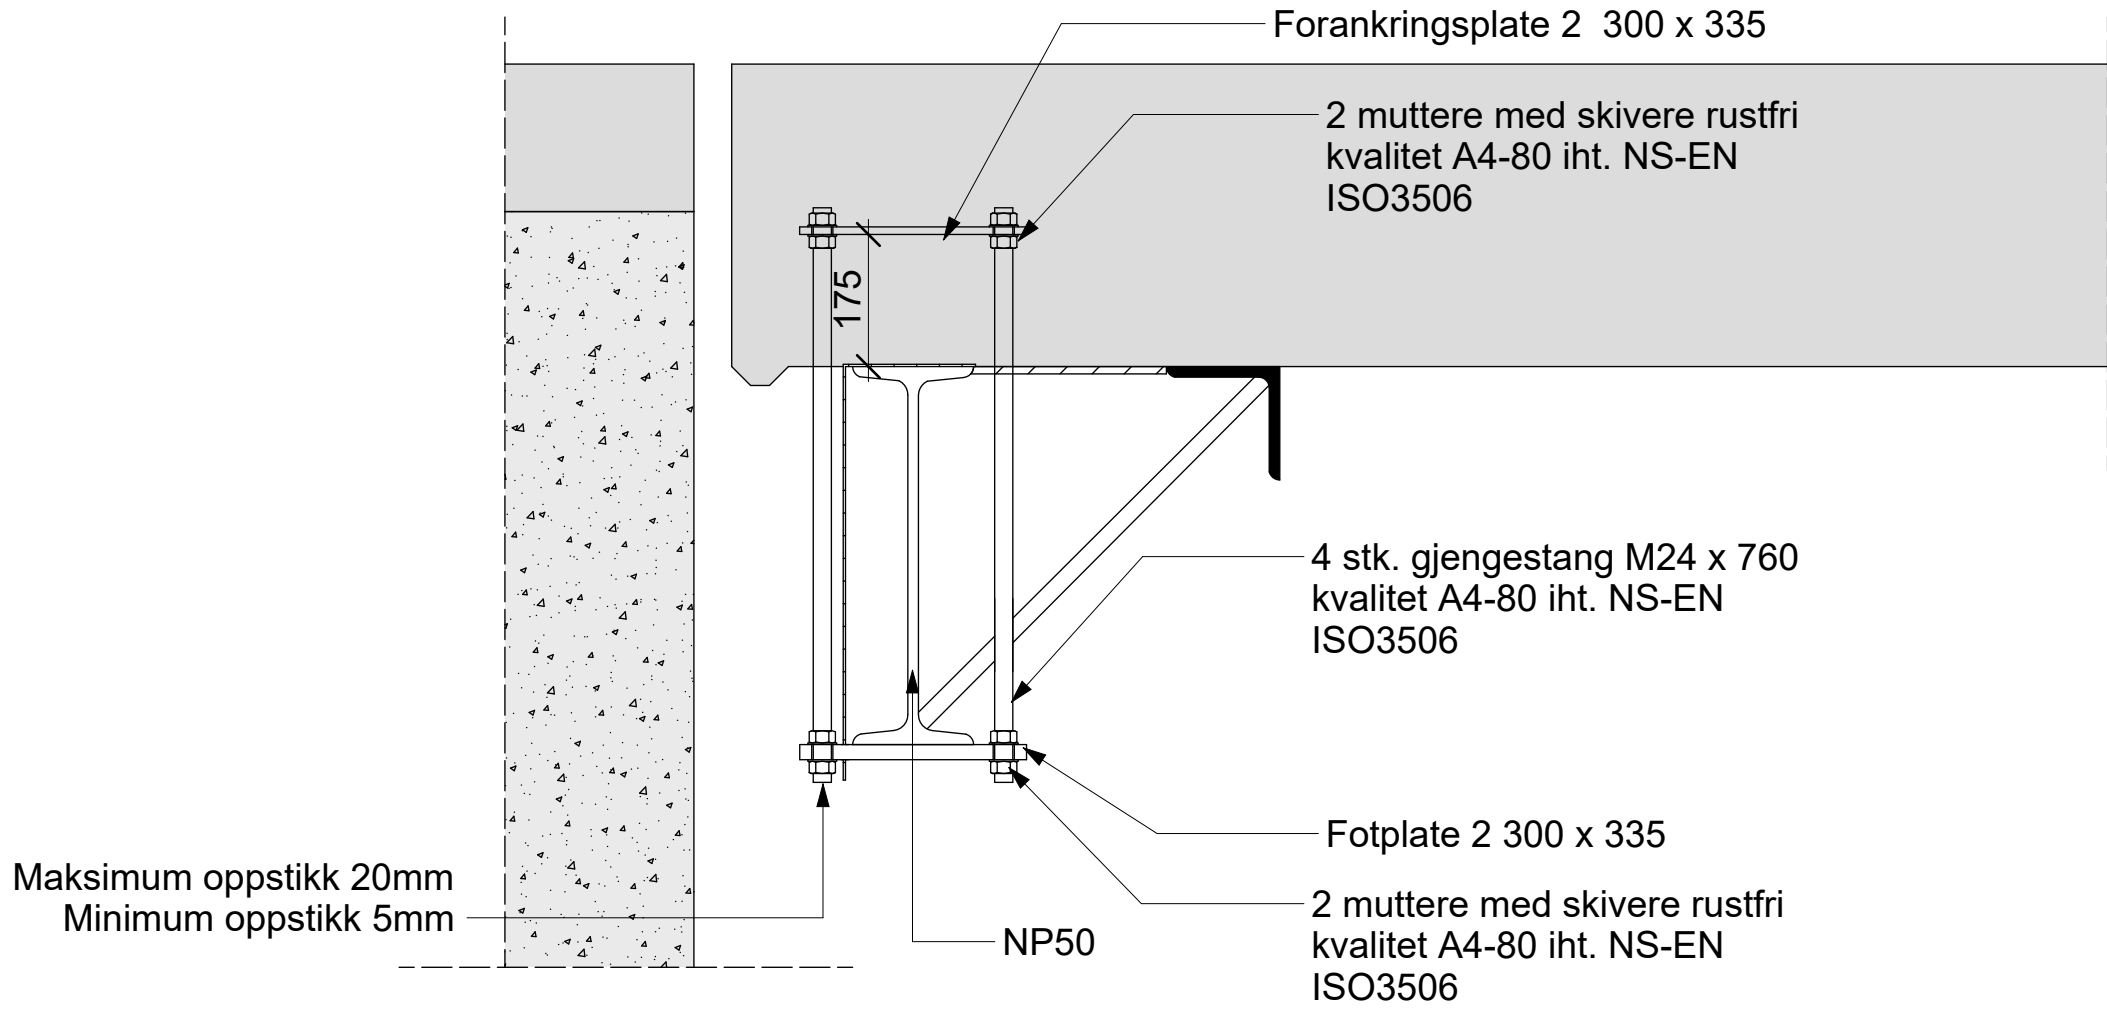 Forankringsplate 2  300 x 335
2 muttere med skivere rustfri
kvalitet A4-80 iht. NS-EN
ISO3506
175
4 stk. gjengestang M24 x 760
kvalitet A4-80 iht. NS-EN
ISO3506
Fotplate 2 300 x 335
Maksimum oppstikk 20mm
Minimum oppstikk 5mm
NP50
2 muttere med skivere rustfri
kvalitet A4-80 iht. NS-EN
ISO3506